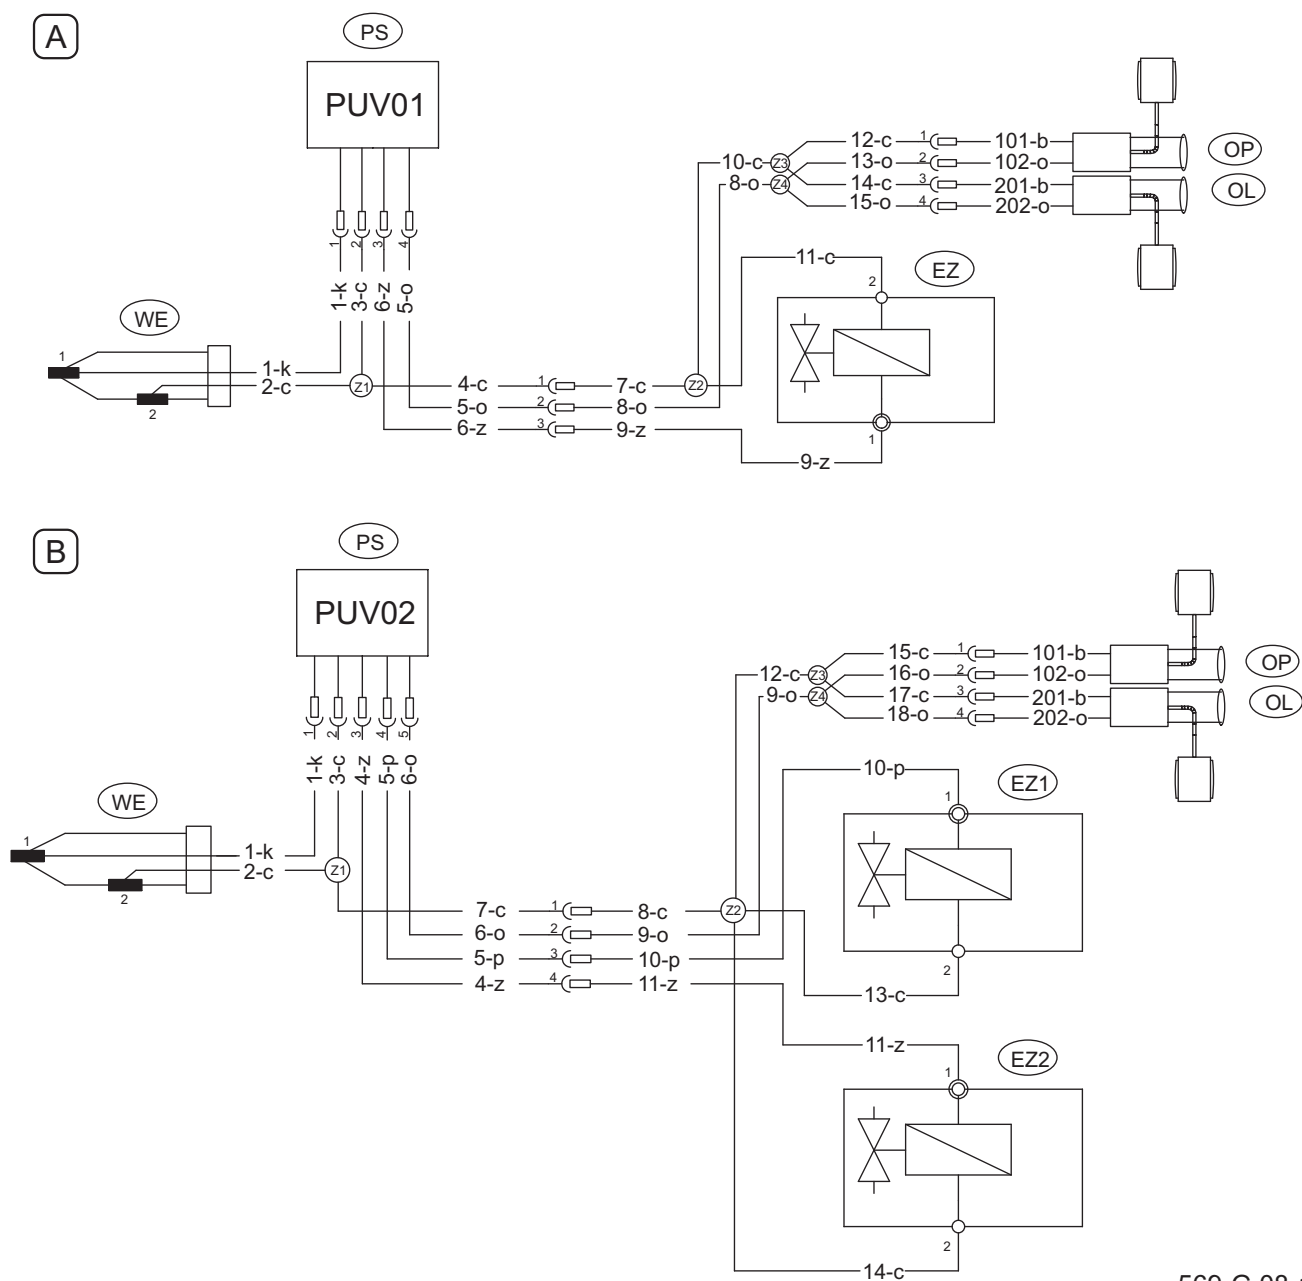 A
PS
PUV01
1 2 3 4
1-k 3-c 6-z 5-o
WE
1
2
1-k
2-c
Z1
4-c 1 7-c Z2
5-o 2 8-o
6-z 3 9-z
10-c Z3
8-o Z4
12-c 1 101-b
13-o 2 102-o
14-c 3 201-b
15-o 4 202-o
OP
OL
11-c
EZ
2
1
9-z
B
PS
PUV02
1 2 3 4 5
1-k 3-c 4-z 5-p 6-o
WE
1
2
1-k
2-c
Z1
7-c 1 8-c Z2
6-o 2 9-o
5-p 3 10-p
4-z 4 11-z
12-c Z3
9-o Z4
15-c 1 101-b
16-o 2 102-o
17-c 3 201-b
18-o 4 202-o
OP
OL
10-p
EZ1
1
2
13-c
11-z
EZ2
1
2
14-c